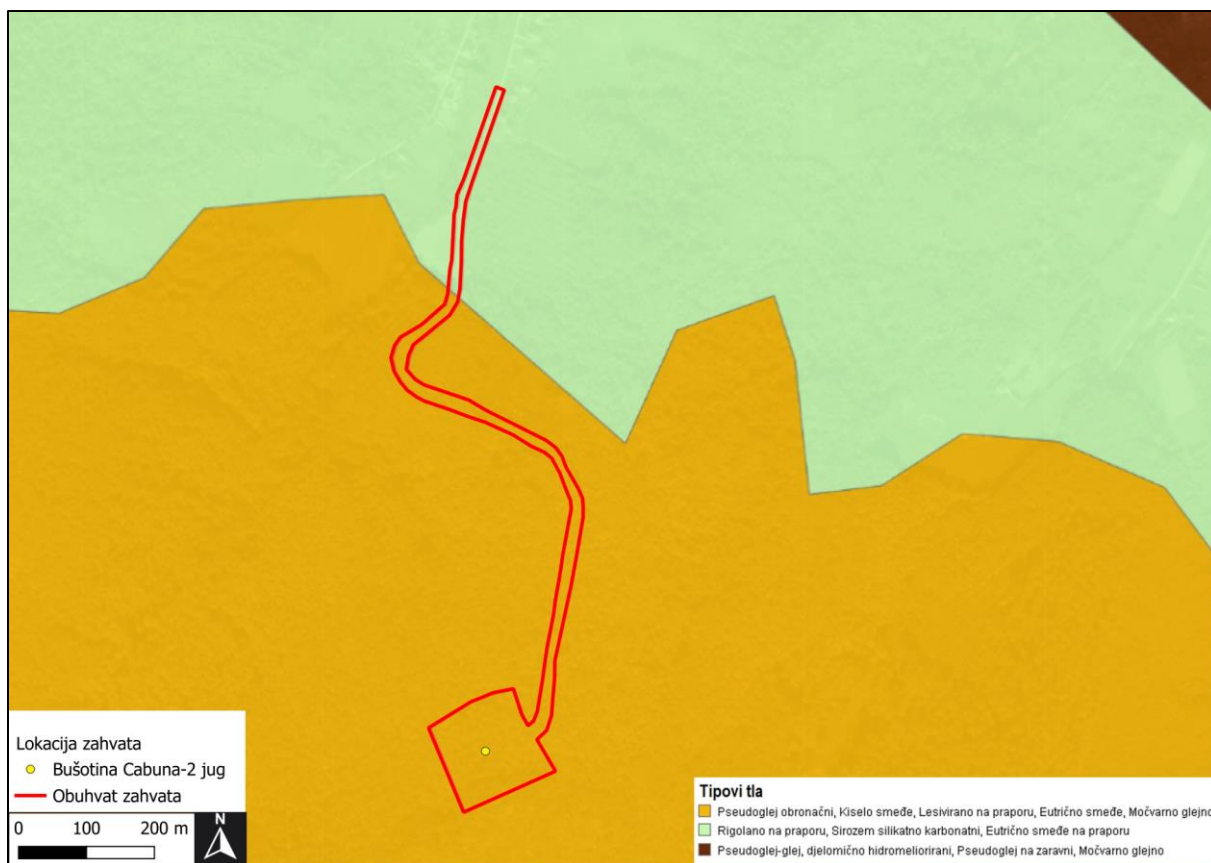 Lokacija zahvata
Bušotina Cabuna-2 jug
Obuhvat zahvata
0 100 200 m
N
Tipovi tla
Pseudoglej obronačni, Kiselo smeđe, Lesivirano na praporu, Eutrično smeđe, Močvarno glejno
Rigolano na praporu, Sirozem silikatno karbonatni, Eutrično smeđe na praporu
Pseudoglej-glej, djelomično hidromeliorirani, Pseudoglej na zaravni, Močvarno glejno